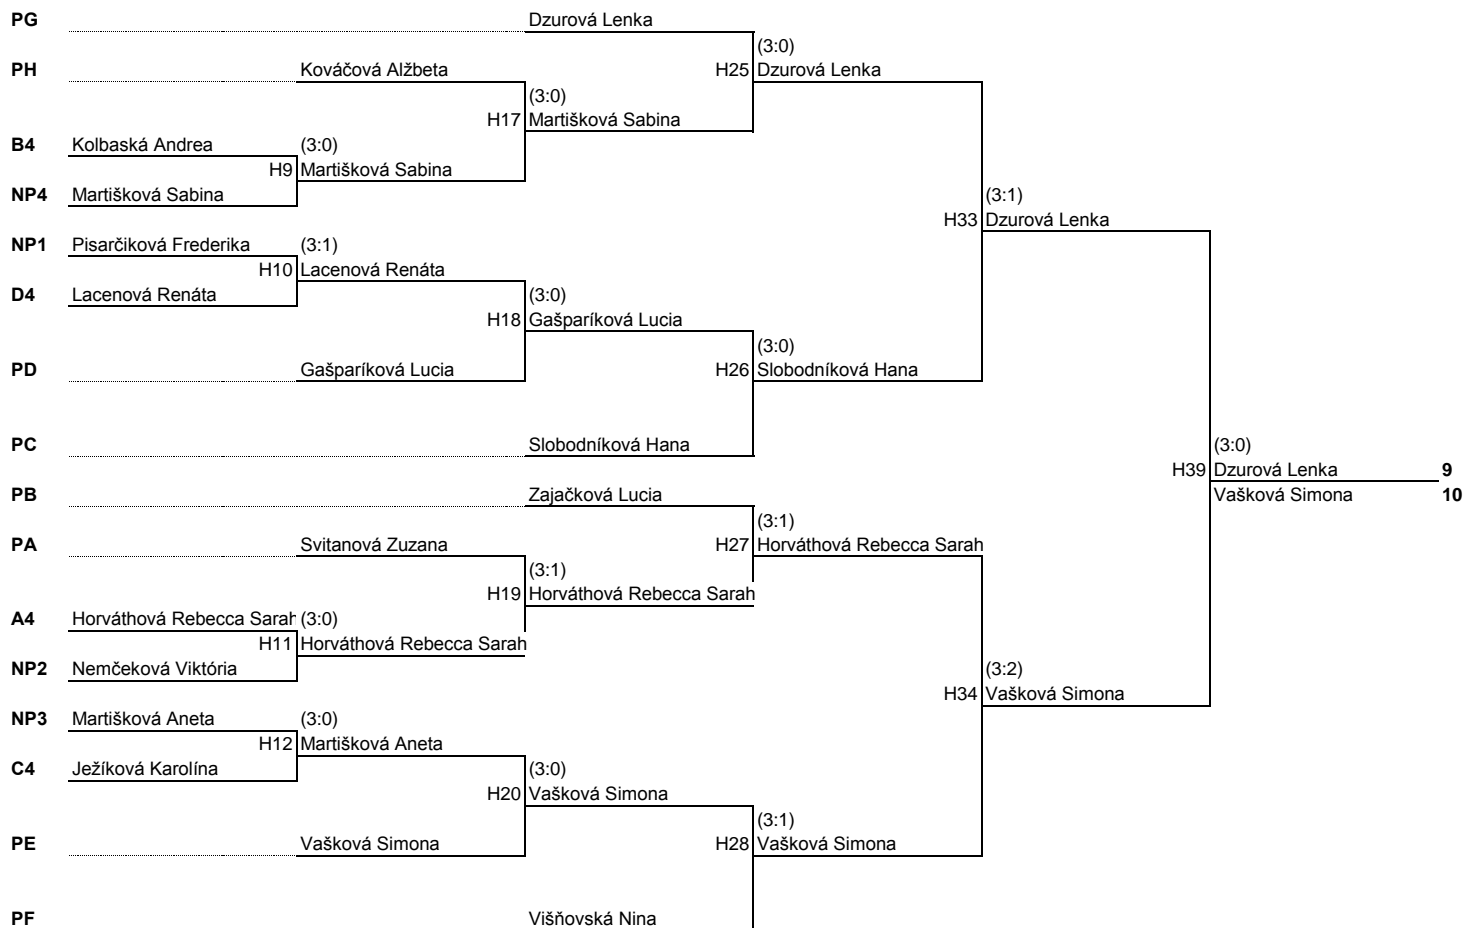 PG Dzurová Lenka
(3:0)
PH Kováčová Alžbeta H25 Dzurová Lenka
(3:0)
H17 Martišková Sabina
B4 Kolbaská Andrea (3:0)
H9 Martišková Sabina
NP4 Martišková Sabina (3:1)
H33 Dzurová Lenka
NP1 Pisarčiková Frederika (3:1)
H10 Lacenová Renáta
D4 Lacenová Renáta (3:0)
H18 Gašparíková Lucia
(3:0)
PD Gašparíková Lucia H26 Slobodníková Hana
PC Slobodníková Hana (3:0)
H39 Dzurová Lenka 9
PB Zajačková Lucia Vašková Simona 10
(3:1)
PA Svitanová Zuzana H27 Horváthová Rebecca Sarah
(3:1)
H19 Horváthová Rebecca Sarah
A4 Horváthová Rebecca Sarah (3:0)
H11 Horváthová Rebecca Sarah
NP2 Nemčeková Viktória (3:2)
H34 Vašková Simona
NP3 Martišková Aneta (3:0)
H12 Martišková Aneta
C4 Ježíková Karolína (3:0)
H20 Vašková Simona
(3:1)
PE Vašková Simona H28 Vašková Simona
PF Višňovská Nina